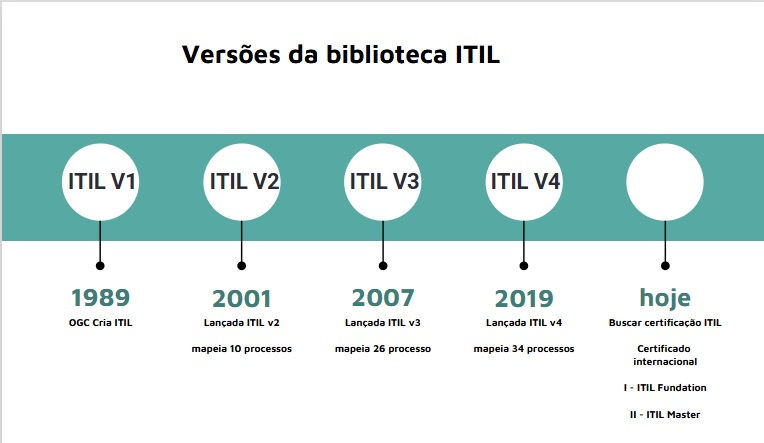 Versões da biblioteca ITIL
ITIL V1
ITIL V2
ITIL V3
ITIL V4
1989
OGC Cria ITIL
2001
Lançada ITIL v2
mapeia 10 processos
2007
Lançada ITIL v3
mapeia 26 processo
2019
Lançada ITIL v4
mapeia 34 processos
hoje
Buscar certificação ITIL
Certificado
internacional
I - ITIL Fundation
II - ITIL Master